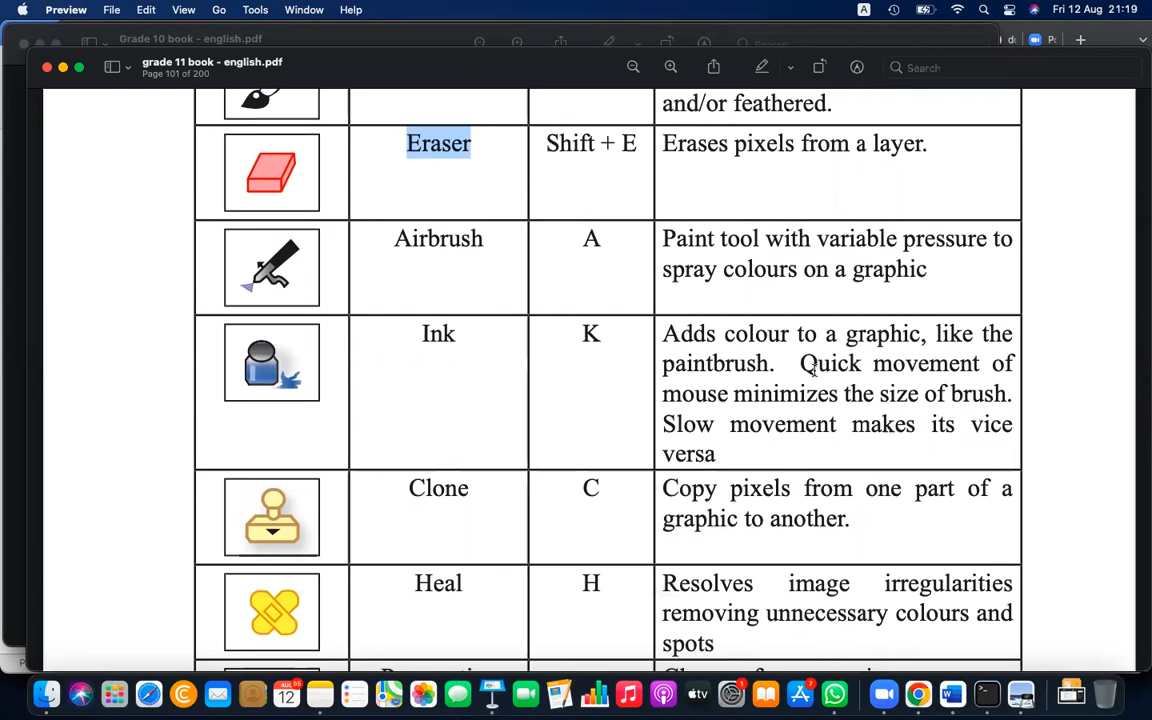 Preview File Edit View Go Tools Window Help A Fri 12 Aug 21:19
Grade 10 book - english.pdf Search
grade 11 book - english.pdf
Page 101 of 200
Search
and/or feathered.
Eraser Shift + E Erases pixels from a layer.
Airbrush A Paint tool with variable pressure to
spray colours on a graphic
Ink K Adds colour to a graphic, like the
paintbrush. Quick movement of
mouse minimizes the size of brush.
Slow movement makes its vice
versa
Clone C Copy pixels from one part of a
graphic to another.
Heal H Resolves image irregularities
removing unnecessary colours and
spots
AUG
12
tv